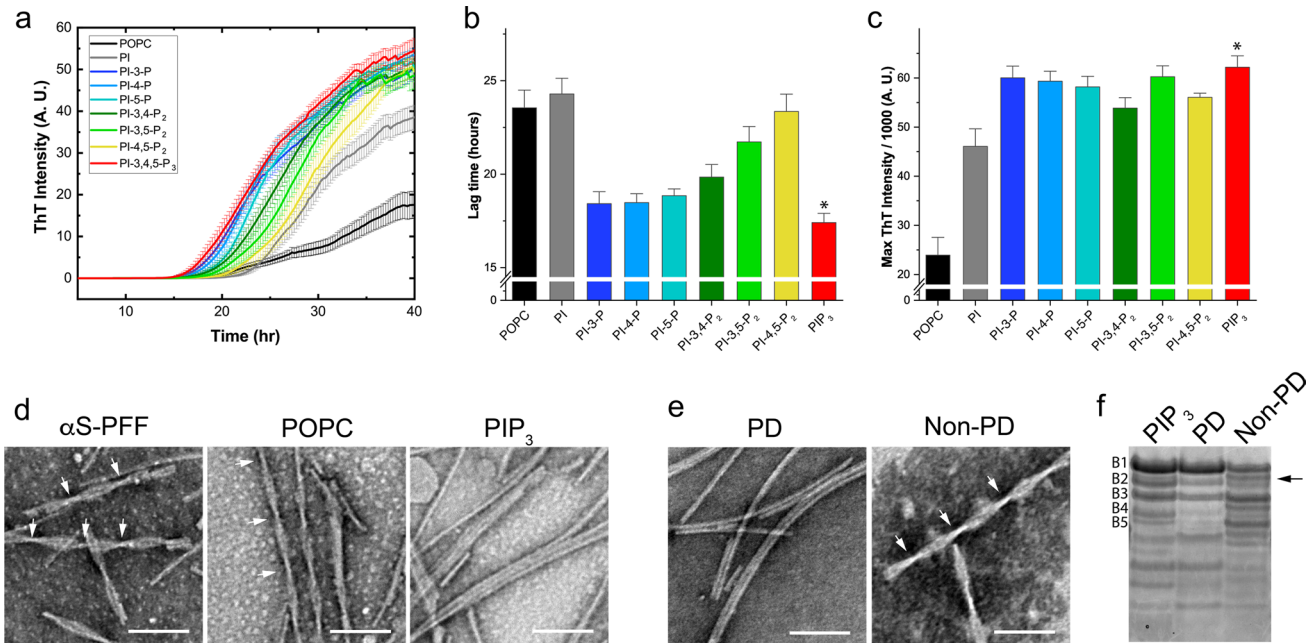 a
ThT Intensity (A. U.)
60
50
40
30
20
10
0
POPC
PI
PI-3-P
PI-4-P
PI-5-P
PI-3,4-P₂
PI-3,5-P₂
PI-4,5-P₂
PI-3,4,5-P₃
10
20
30
40
Time (hr)
b
Lag time (hours)
25
20
15
0
*
POPC
PI
PI-3-P
PI-4-P
PI-5-P
PI-3,4-P₂
PI-3,5-P₂
PI-4,5-P₂
PIP₃
c
Max ThT Intensity / 1000 (A. U.)
60
50
40
20
0
*
POPC
PI
PI-3-P
PI-4-P
PI-5-P
PI-3,4-P₂
PI-3,5-P₂
PI-4,5-P₂
PIP₃
d
αS-PFF
POPC
PIP₃
e
PD
Non-PD
f
PIP₃
PD
Non-PD
B1
B2
B3
B4
B5